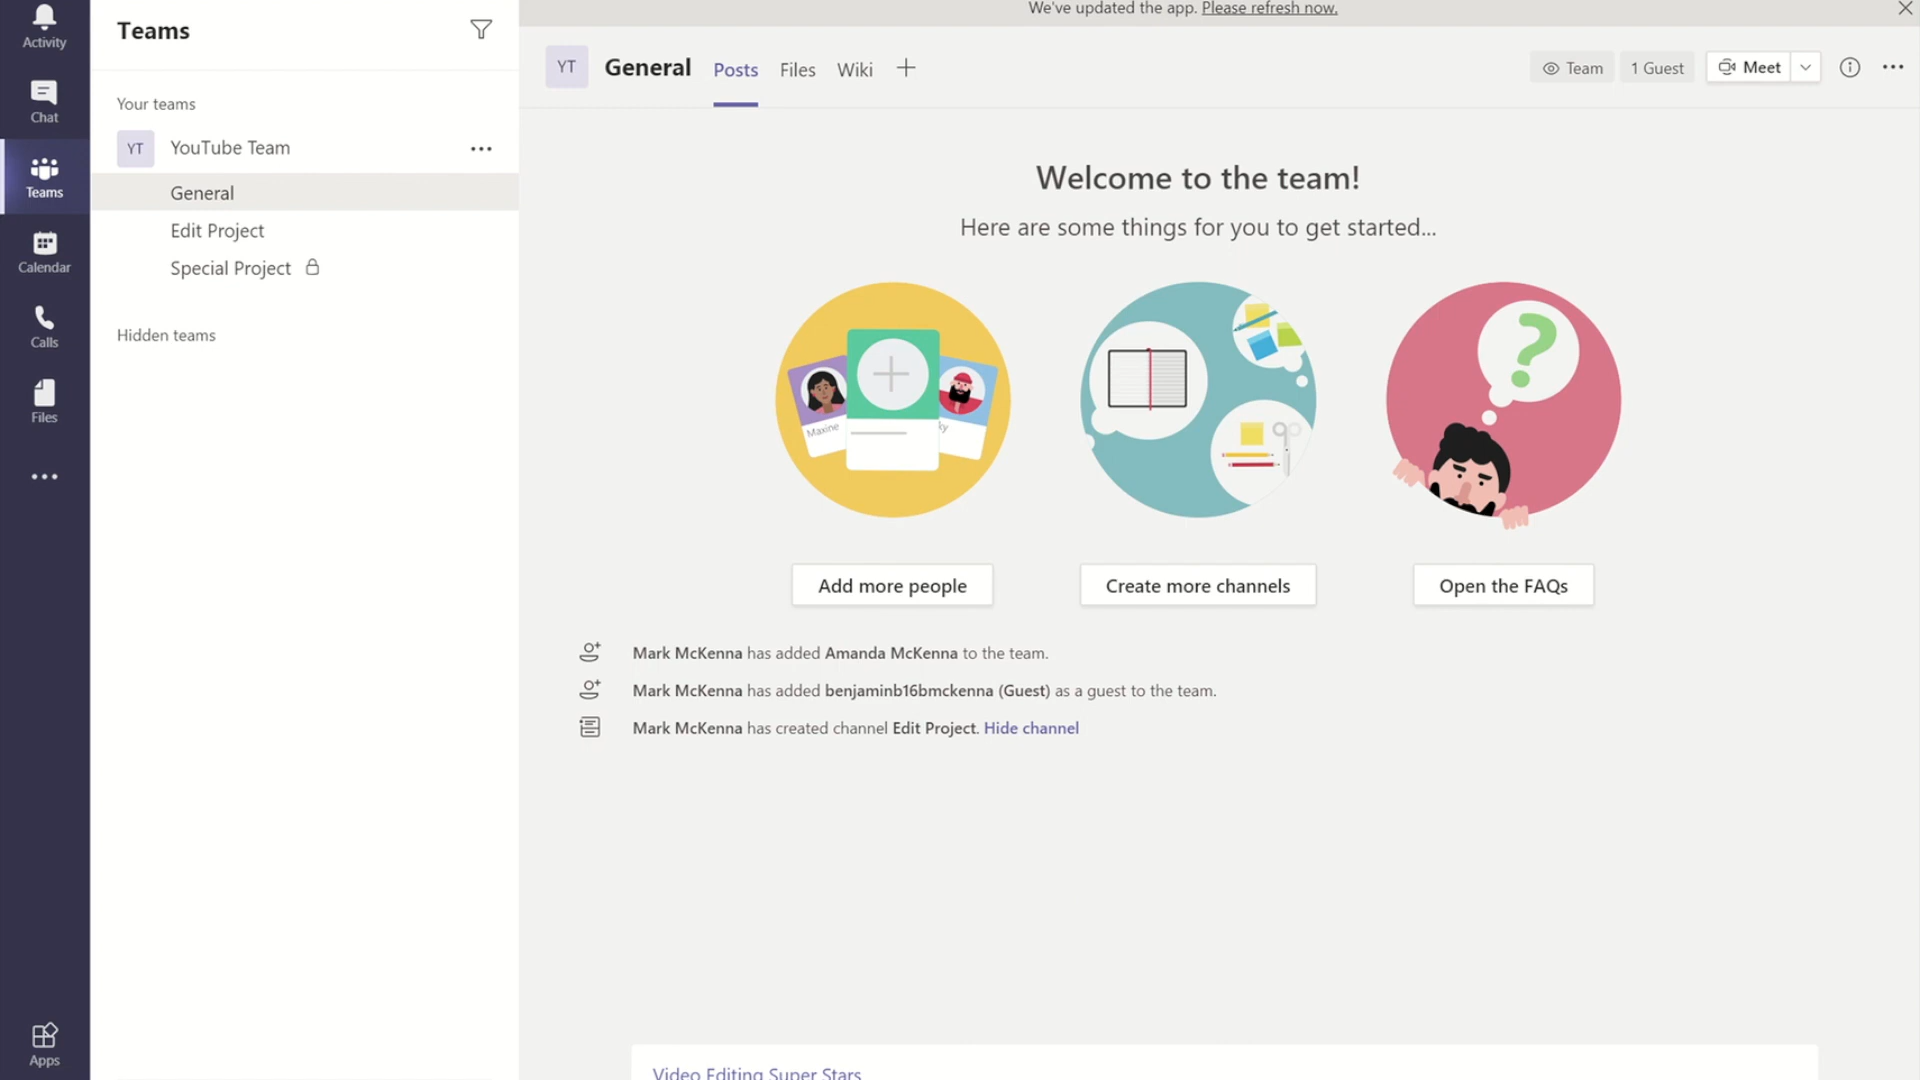 We've updated the app. Please refresh now.
Activity
Chat
Teams
Calendar
Calls
Files
Apps
Teams
Your teams
YT YouTube Team
General
Edit Project
Special Project
Hidden teams
YT General Posts Files Wiki
Team 1 Guest Meet
Welcome to the team!
Here are some things for you to get started...
Maxine
ky
Add more people
Create more channels
Open the FAQs
Mark McKenna has added Amanda McKenna to the team.
Mark McKenna has added benjaminb16bmckenna (Guest) as a guest to the team.
Mark McKenna has created channel Edit Project. Hide channel
Video Editing Super Stars